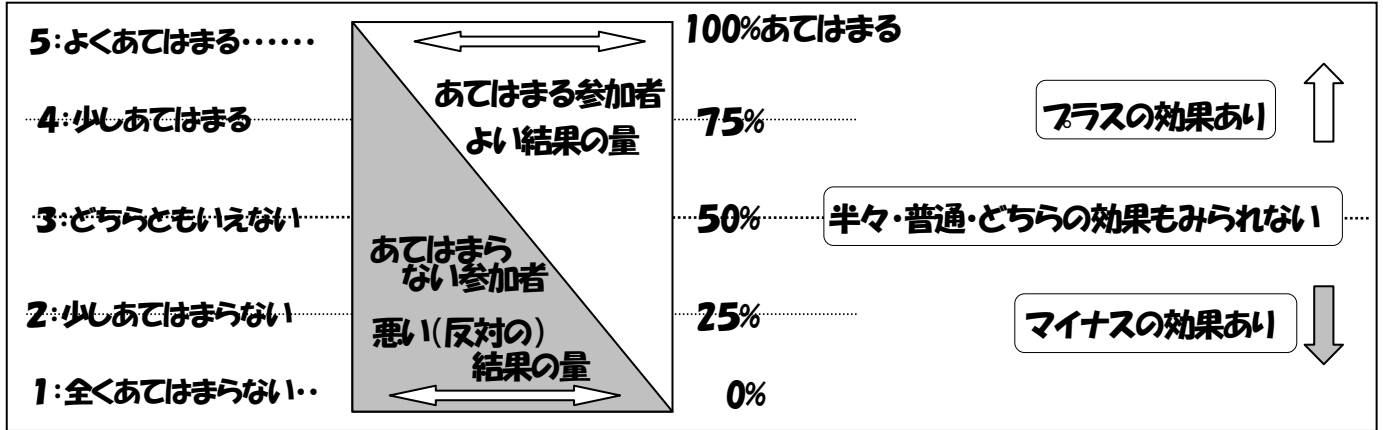 5:よくあてはまる‥‥‥
100%あてはまる
あてはまる参加者
よい結果の量
4:少しあてはまる
75%
プラスの効果あり
3:どちらともいえない
50%
半々・普通・どちらの効果もみられない
あてはまら
ない参加者
2:少しあてはまらない
25%
マイナスの効果あり
悪い(反対の)
結果の量
1:全くあてはまらない‥
0%